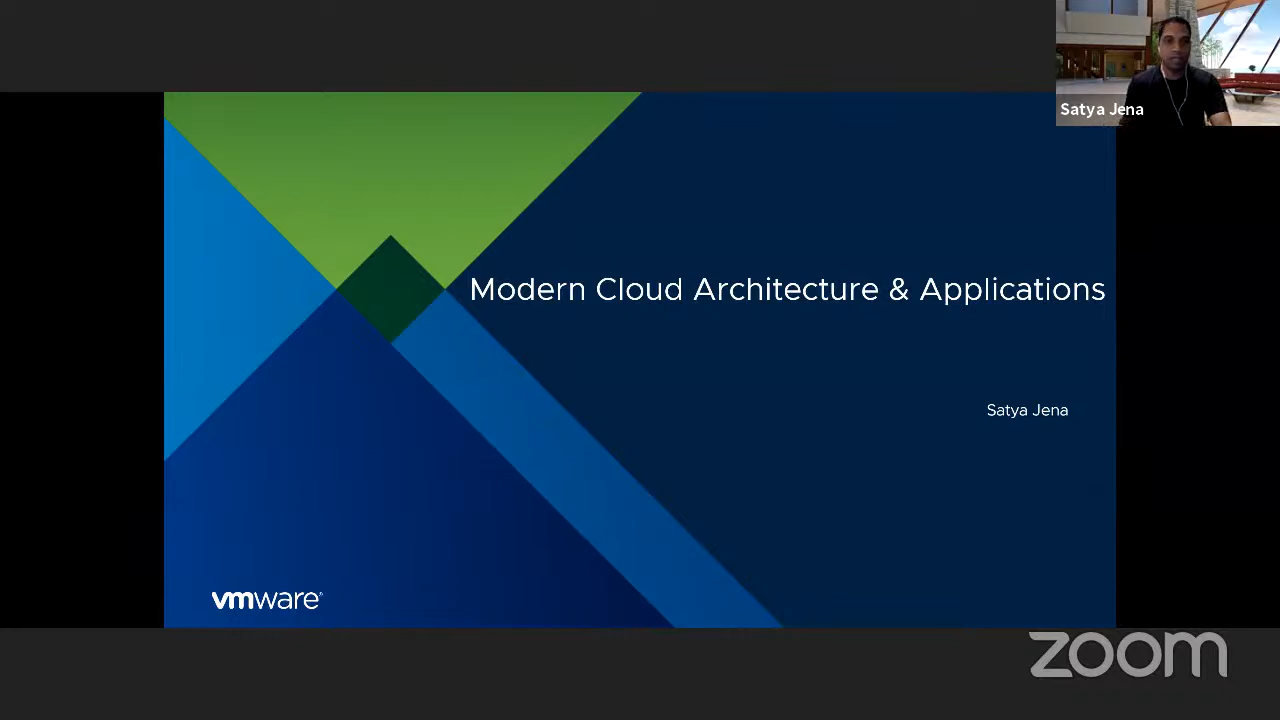 Satya Jena
Modern Cloud Architecture & Applications
Satya Jena
vmware®
zoom